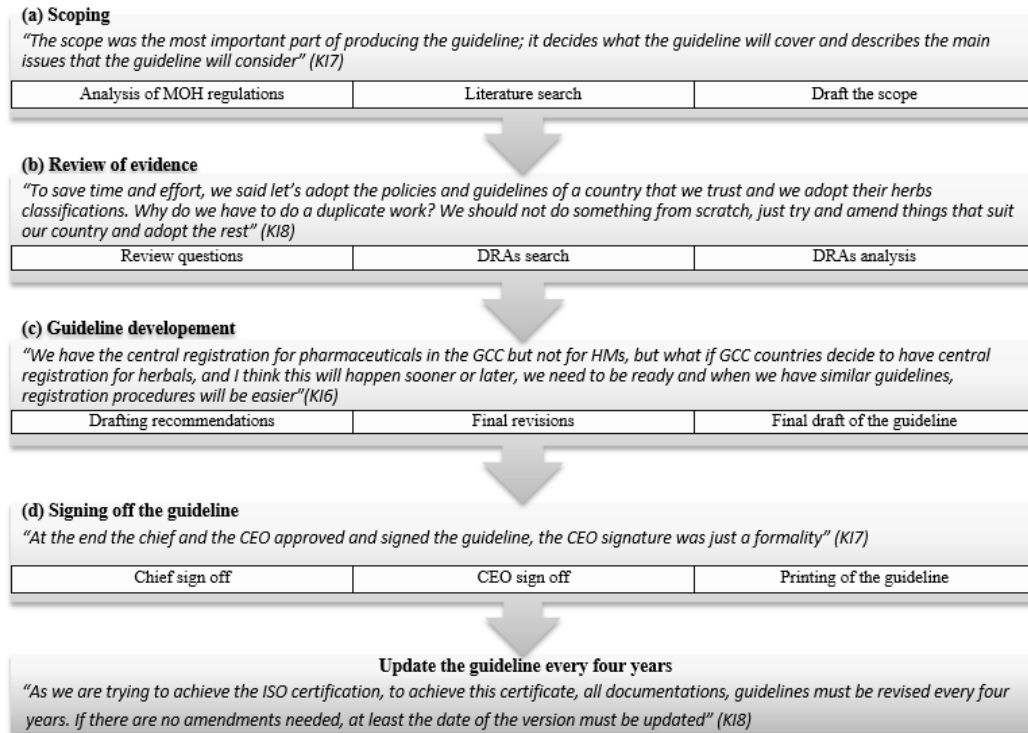 (a) Scoping
“The scope was the most important part of producing the guideline; it decides what the guideline will cover and describes the main
issues that the guideline will consider” (KI7)
Analysis of MOH regulations
Literature search
Draft the scope
(b) Review of evidence
“To save time and effort, we said let’s adopt the policies and guidelines of a country that we trust and we adopt their herbs
classifications. Why do we have to do a duplicate work? We should not do something from scratch, just try and amend things that suit
our country and adopt the rest” (KI8)
Review questions
DRAs search
DRAs analysis
(c) Guideline developement
“We have the central registration for pharmaceuticals in the GCC but not for HMs, but what if GCC countries decide to have central
registration for herbals, and I think this will happen sooner or later, we need to be ready and when we have similar guidelines,
registration procedures will be easier”(KI6)
Drafting recommendations
Final revisions
Final draft of the guideline
(d) Signing off the guideline
“At the end the chief and the CEO approved and signed the guideline, the CEO signature was just a formality” (KI7)
Chief sign off
CEO sign off
Printing of the guideline
Update the guideline every four years
“As we are trying to achieve the ISO certification, to achieve this certificate, all documentations, guidelines must be revised every four
years. If there are no amendments needed, at least the date of the version must be updated” (KI8)